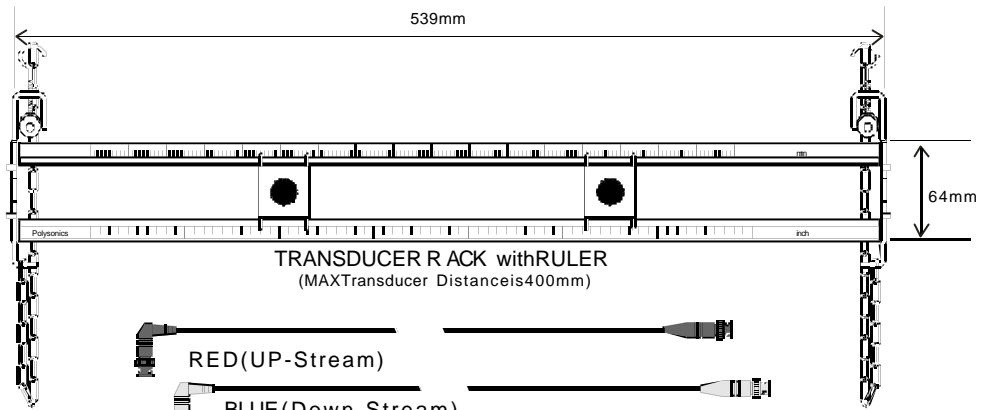 539mm
mm
64mm
Polysonics
inch
TRANSDUCER R ACK withRULER
(MAXTransducer Distanceis400mm)
RED(UP-Stream)
BLUE(Down-Stream)